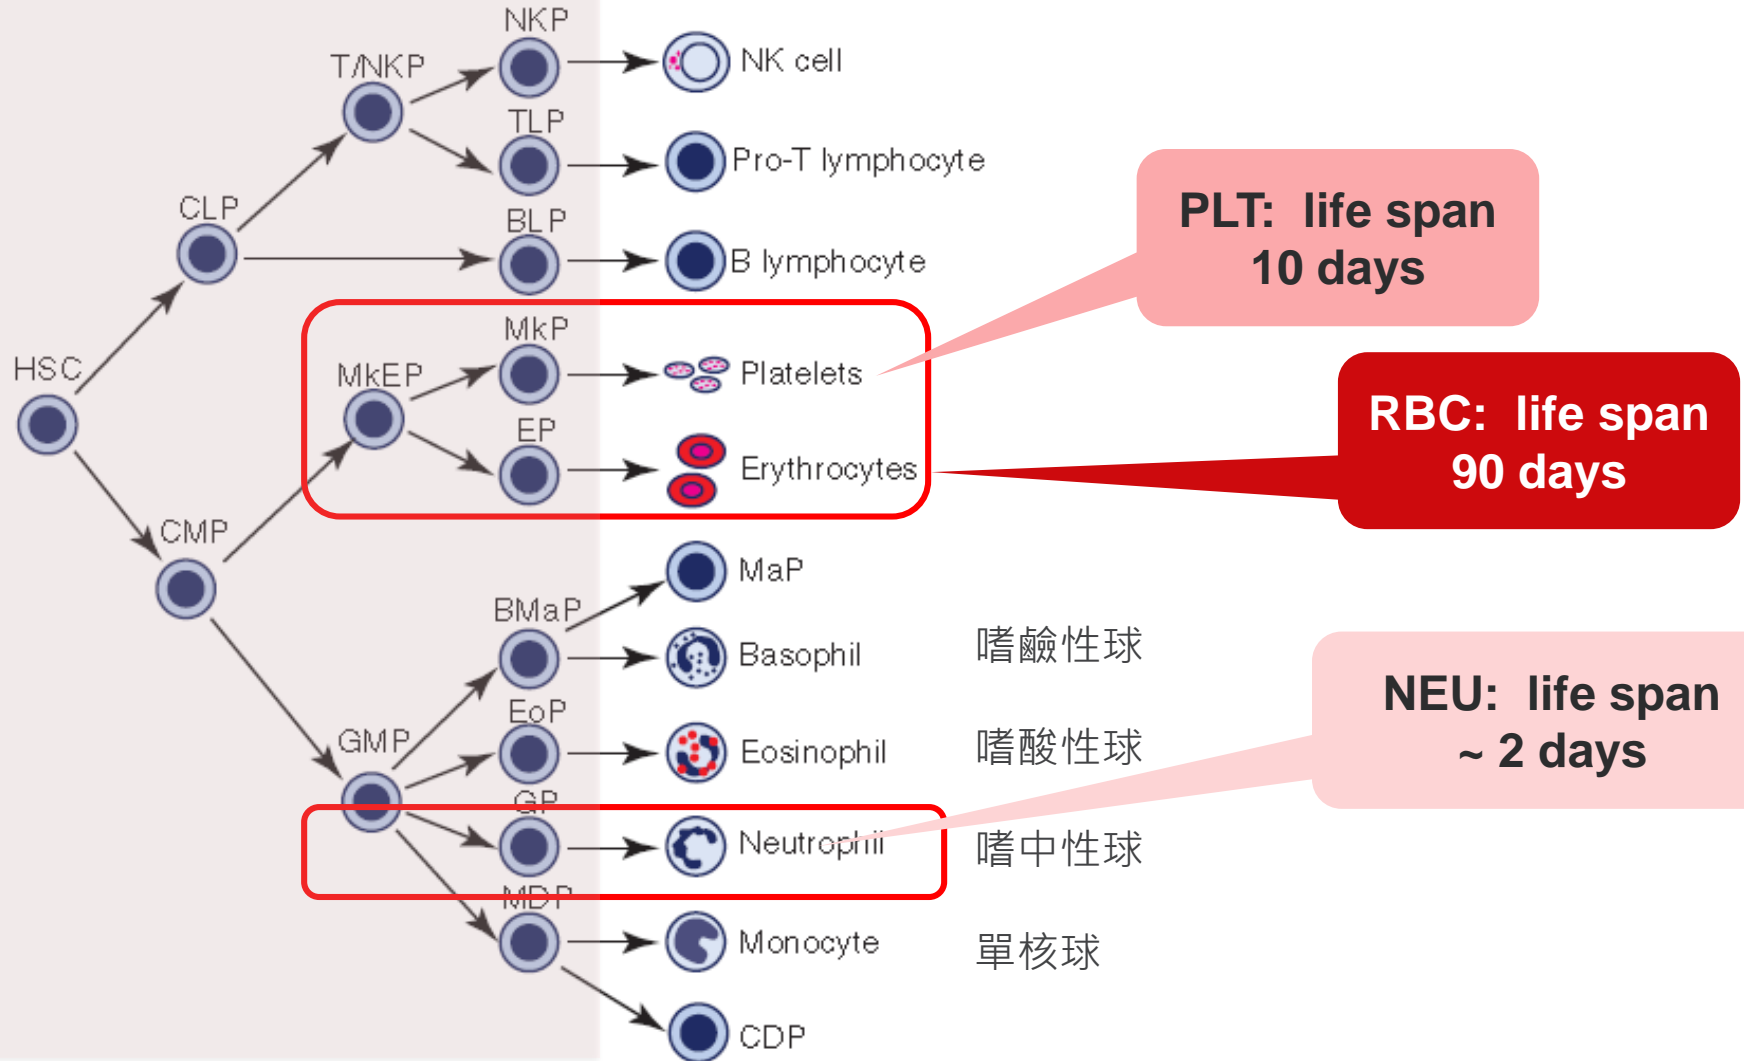 NKP
NK cell
T/NKP
TLP
Pro-T lymphocyte
CLP
BLP
B lymphocyte
PLT: life span
10 days
HSC
MkEP
MkP
Platelets
EP
Erythrocytes
RBC: life span
90 days
CMP
MaP
BMaP
Basophil
嗜鹼性球
EoP
Eosinophil
嗜酸性球
NEU: life span
~ 2 days
GMP
GP
Neutrophil
嗜中性球
MDP
Monocyte
單核球
CDP